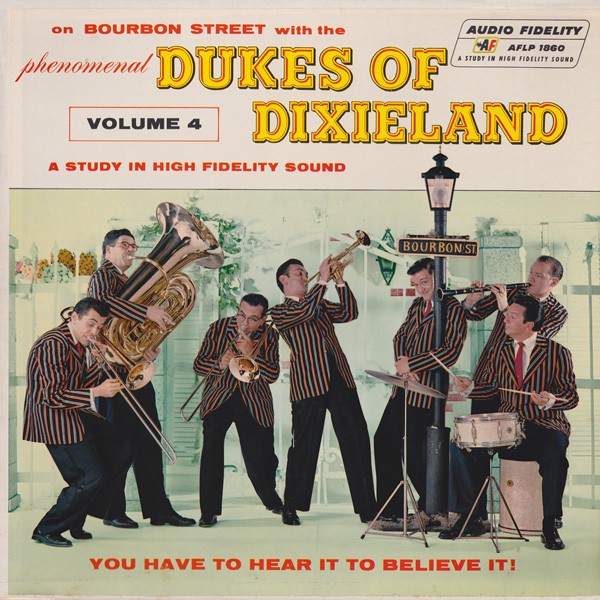 on BOURBON STREET with the
phenomenal DUKES OF
DIXIELAND
AUDIO FIDELITY
AF AFLP 1860
A STUDY IN HIGH FIDELITY SOUND
VOLUME 4
A STUDY IN HIGH FIDELITY SOUND
BOURBON ST
YOU HAVE TO HEAR IT TO BELIEVE IT!